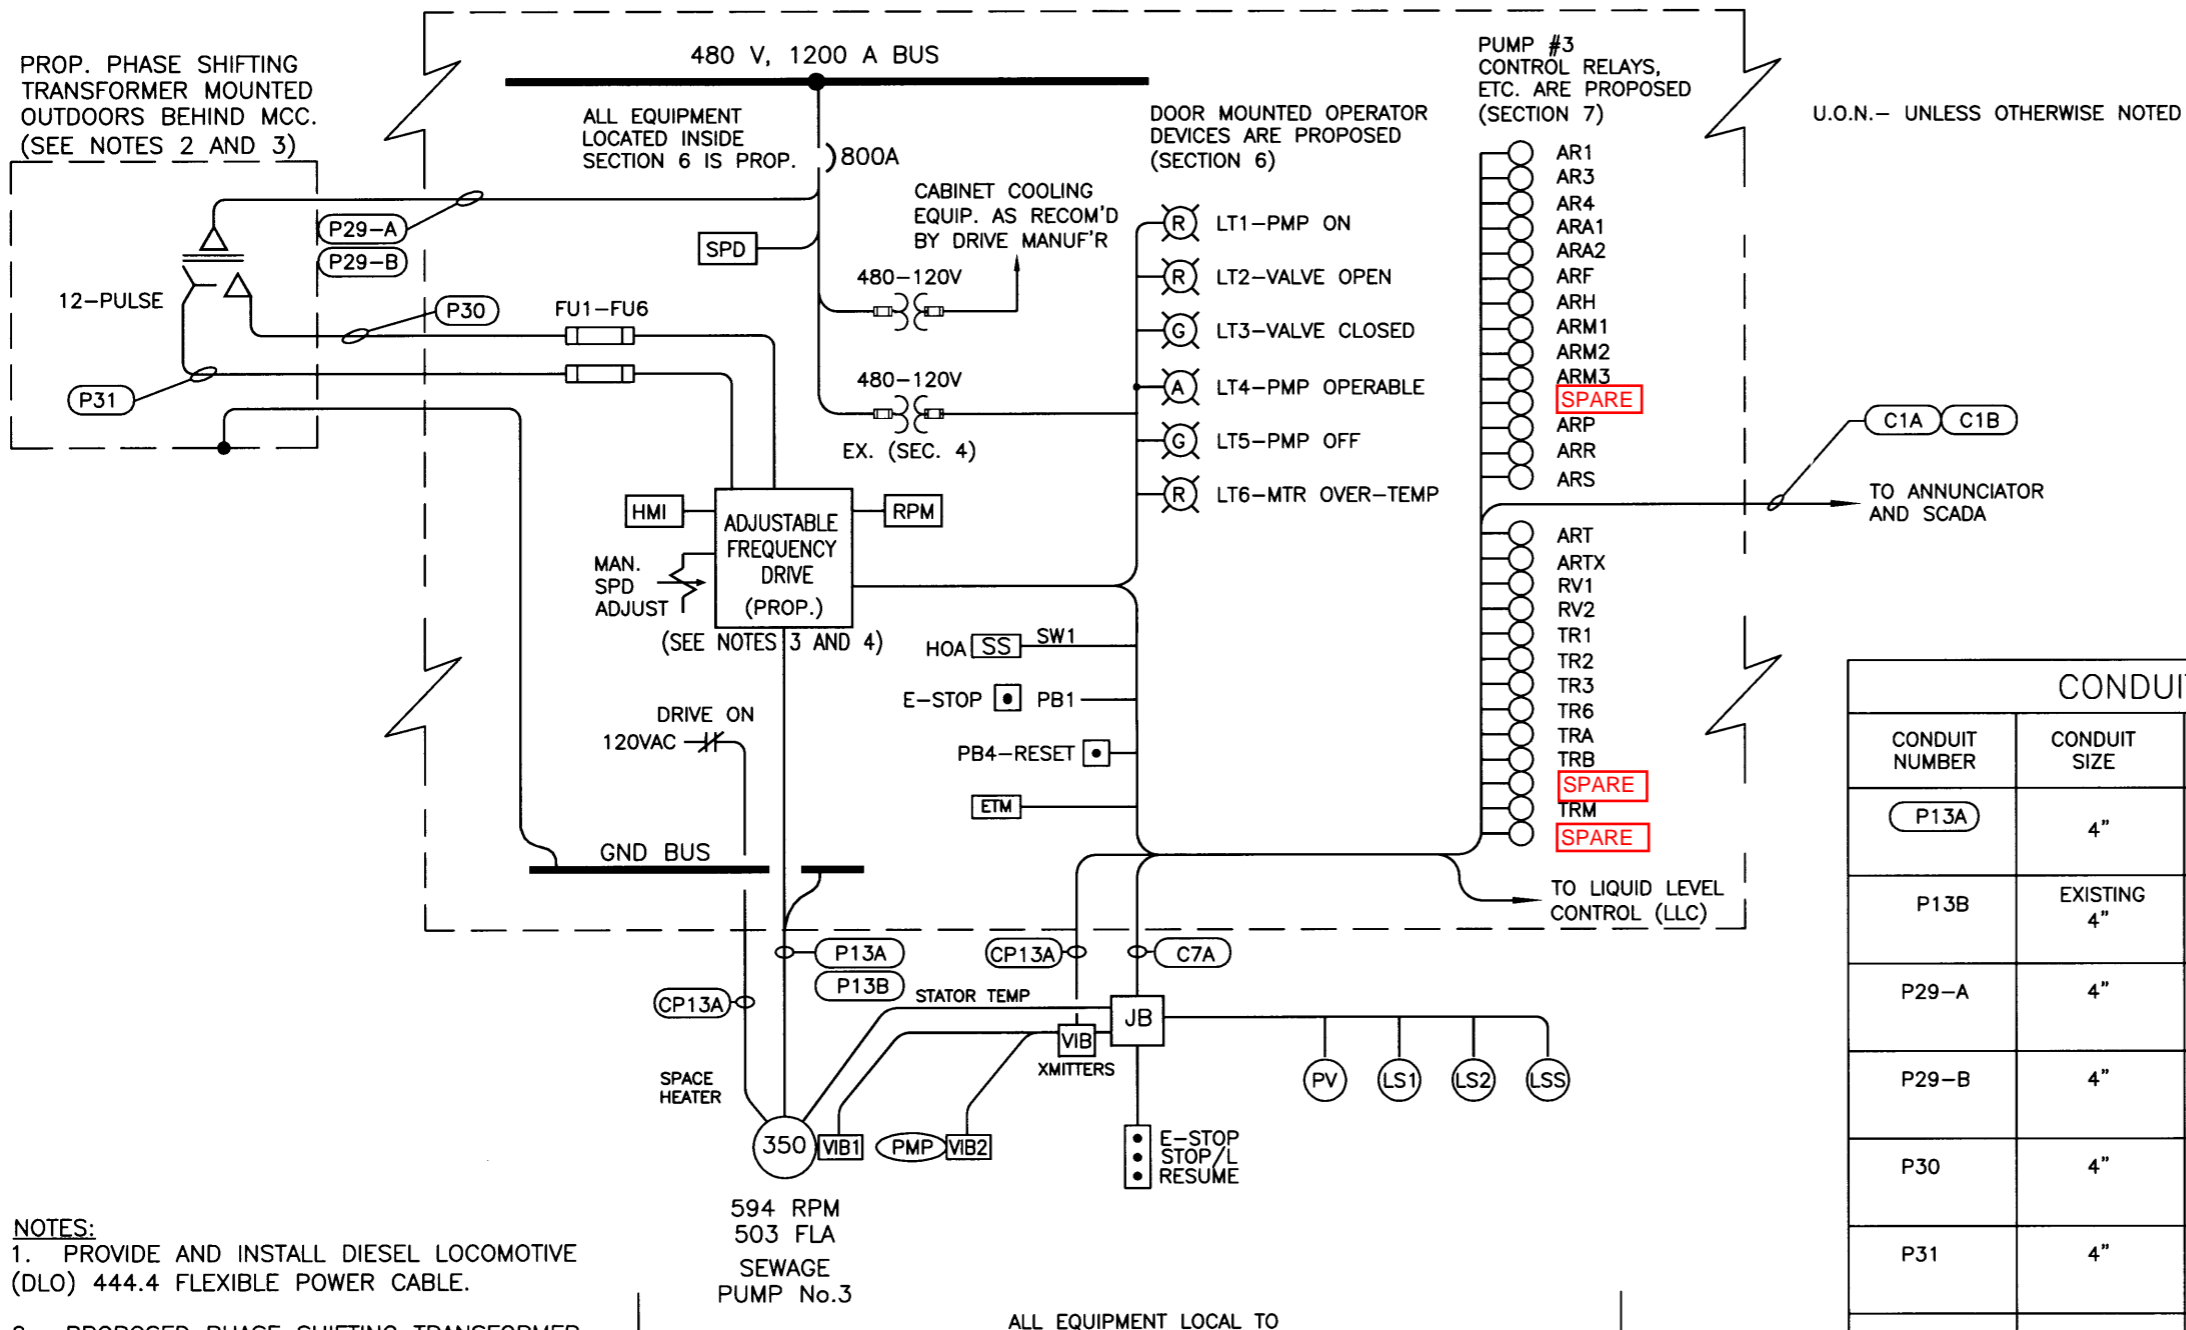 PROP. PHASE SHIFTING
TRANSFORMER MOUNTED
OUTDOORS BEHIND MCC.
(SEE NOTES 2 AND 3)
480 V, 1200 A BUS
ALL EQUIPMENT
LOCATED INSIDE
SECTION 6 IS PROP.
800A
DOOR MOUNTED OPERATOR
DEVICES ARE PROPOSED
(SECTION 6)
PUMP #3
CONTROL RELAYS,
ETC. ARE PROPOSED
(SECTION 7)
U.O.N.- UNLESS OTHERWISE NOTED
CABINET COOLING
EQUIP. AS RECOM'D
BY DRIVE MANUF'R
P29-A
P29-B
SPD
12-PULSE
P30
FU1-FU6
P31
480-120V
480-120V
EX. (SEC. 4)
R LT1-PMP ON
R LT2-VALVE OPEN
G LT3-VALVE CLOSED
A LT4-PMP OPERABLE
G LT5-PMP OFF
R LT6-MTR OVER-TEMP
AR1
AR3
AR4
ARA1
ARA2
ARF
ARH
ARM1
ARM2
ARM3
SPARE
ARP
ARR
ARS
C1A C1B
TO ANNUNCIATOR
AND SCADA
ART
ARTX
RV1
RV2
TR1
TR2
TR3
TR6
TRA
TRB
SPARE
TRM
SPARE
HMI
ADJUSTABLE
FREQUENCY
DRIVE
(PROP.)
RPM
MAN.
SPD
ADJUST
(SEE NOTES 3 AND 4)
HOA SS SW1
E-STOP PB1
PB4-RESET
ETM
DRIVE ON
120VAC
GND BUS
TO LIQUID LEVEL
CONTROL (LLC)
P13A
P13B
CP13A
C7A
CP13A
STATOR TEMP
JB
VIB
XMITTERS
SPACE
HEATER
PV LS1 LS2 LSS
350 VIB1 PMP VIB2
E-STOP
STOP/L
RESUME
594 RPM
503 FLA
SEWAGE
PUMP No.3
CONDUIT
CONDUIT
NUMBER
CONDUIT
SIZE
P13A 4"
P13B EXISTING
4"
P29-A 4"
P29-B 4"
P30 4"
P31 4"
NOTES:
1. PROVIDE AND INSTALL DIESEL LOCOMOTIVE
(DLO) 444.4 FLEXIBLE POWER CABLE.
2. PROPOSED PHASE SHIFTING TRANSFORMER
ALL EQUIPMENT LOCAL TO